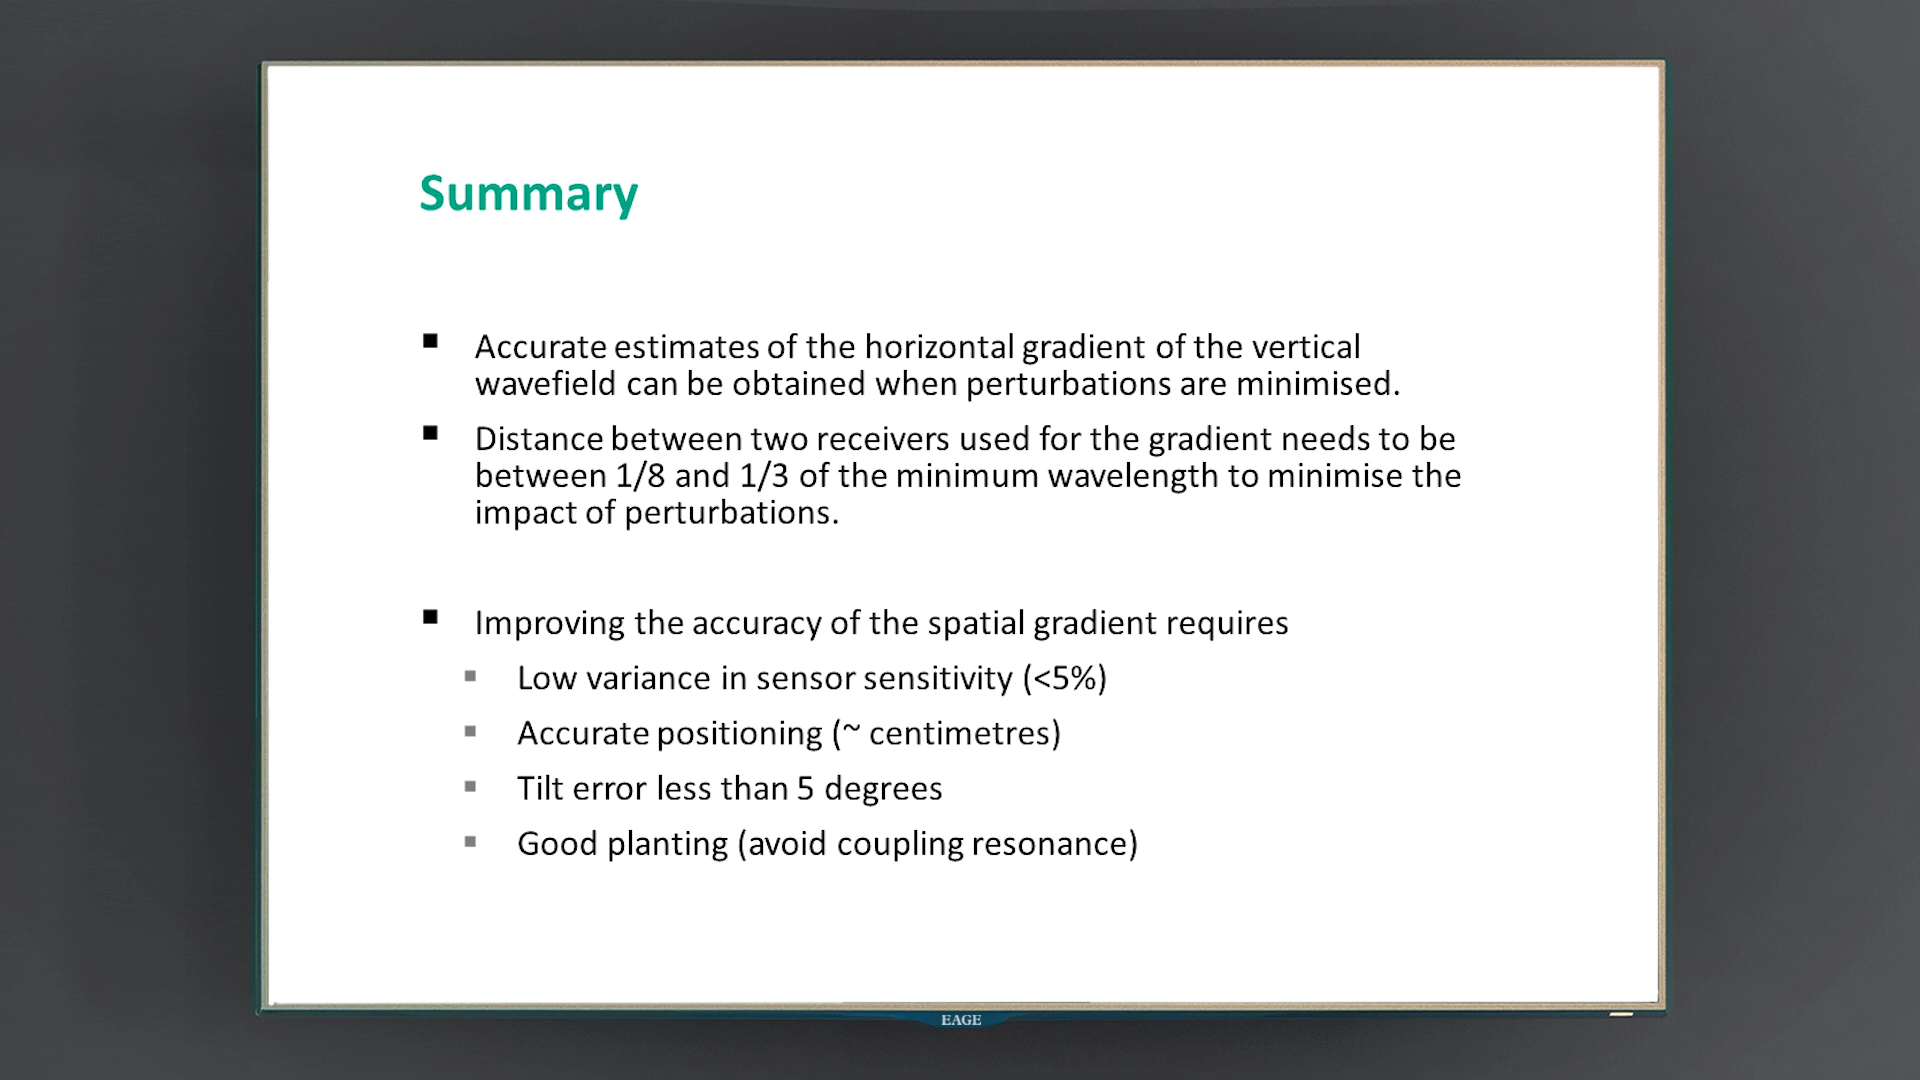 Summary
▪ Accurate estimates of the horizontal gradient of the vertical
wavefield can be obtained when perturbations are minimised.
▪ Distance between two receivers used for the gradient needs to be
between 1/8 and 1/3 of the minimum wavelength to minimise the
impact of perturbations.
▪ Improving the accuracy of the spatial gradient requires
▪ Low variance in sensor sensitivity (<5%)
▪ Accurate positioning (~ centimetres)
▪ Tilt error less than 5 degrees
▪ Good planting (avoid coupling resonance)
EAGE